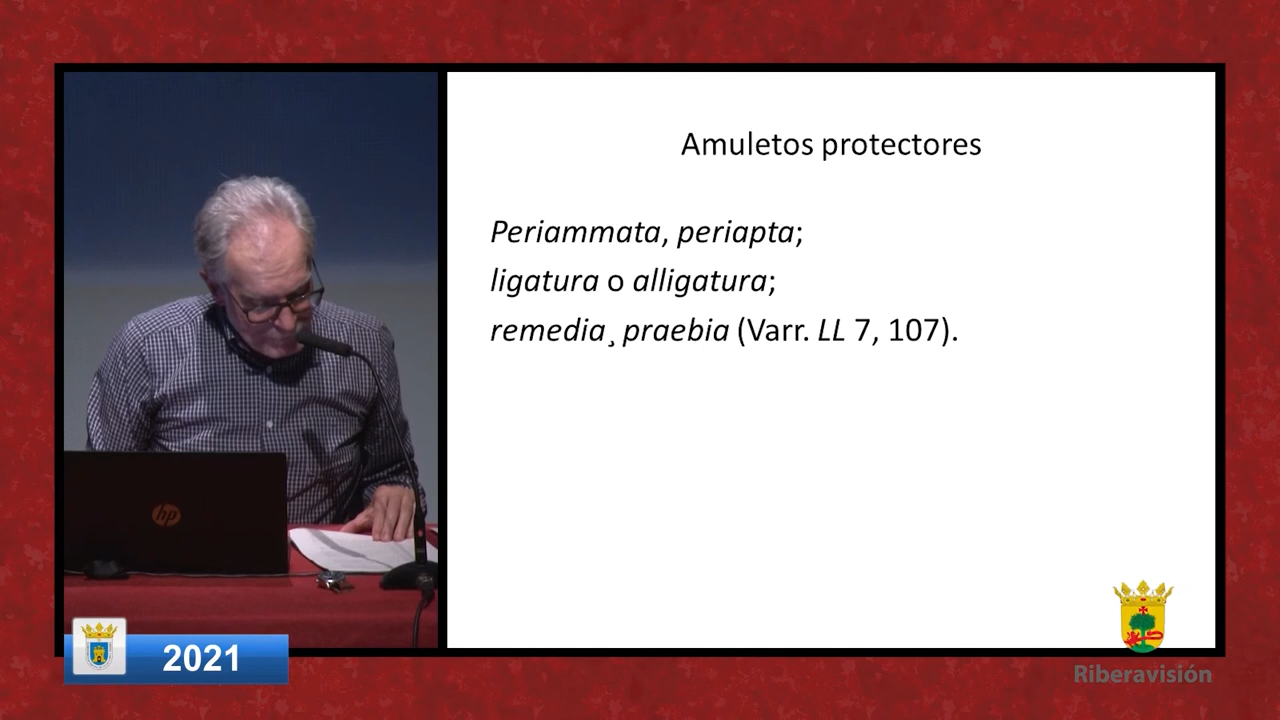 Amuletos protectores
Periammata, periapta;
ligatura o alligatura;
remedia¸ praebia (Varr. LL 7, 107).
hp
2021
Riberavisión